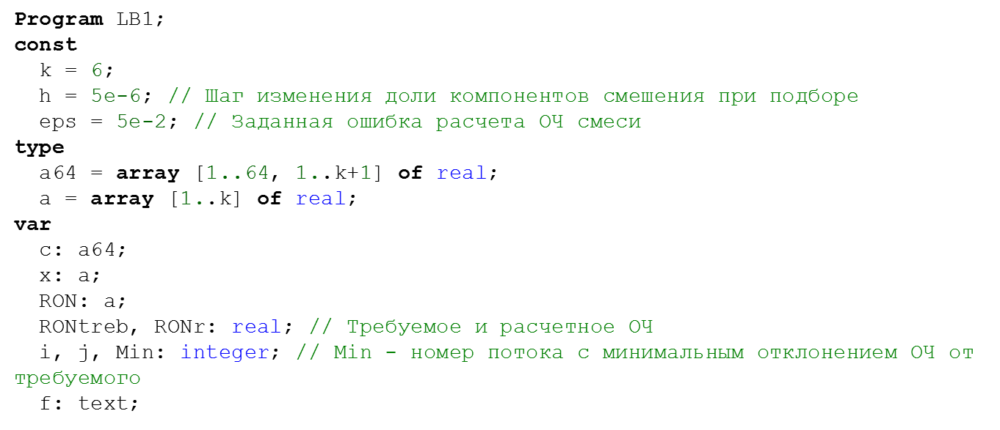 Program LB1;
const
  k = 6;
  h = 5e-6; // Шаг изменения доли компонентов смешения при подборе
  eps = 5e-2; // Заданная ошибка расчета ОЧ смеси
type
  a64 = array [1..64, 1..k+1] of real;
  a = array [1..k] of real;
var
  c: a64;
  x: a;
  RON: a;
  RONtreb, RONr: real; // Требуемое и расчетное ОЧ
  i, j, Min: integer; // Min - номер потока с минимальным отклонением ОЧ от
требуемого
  f: text;